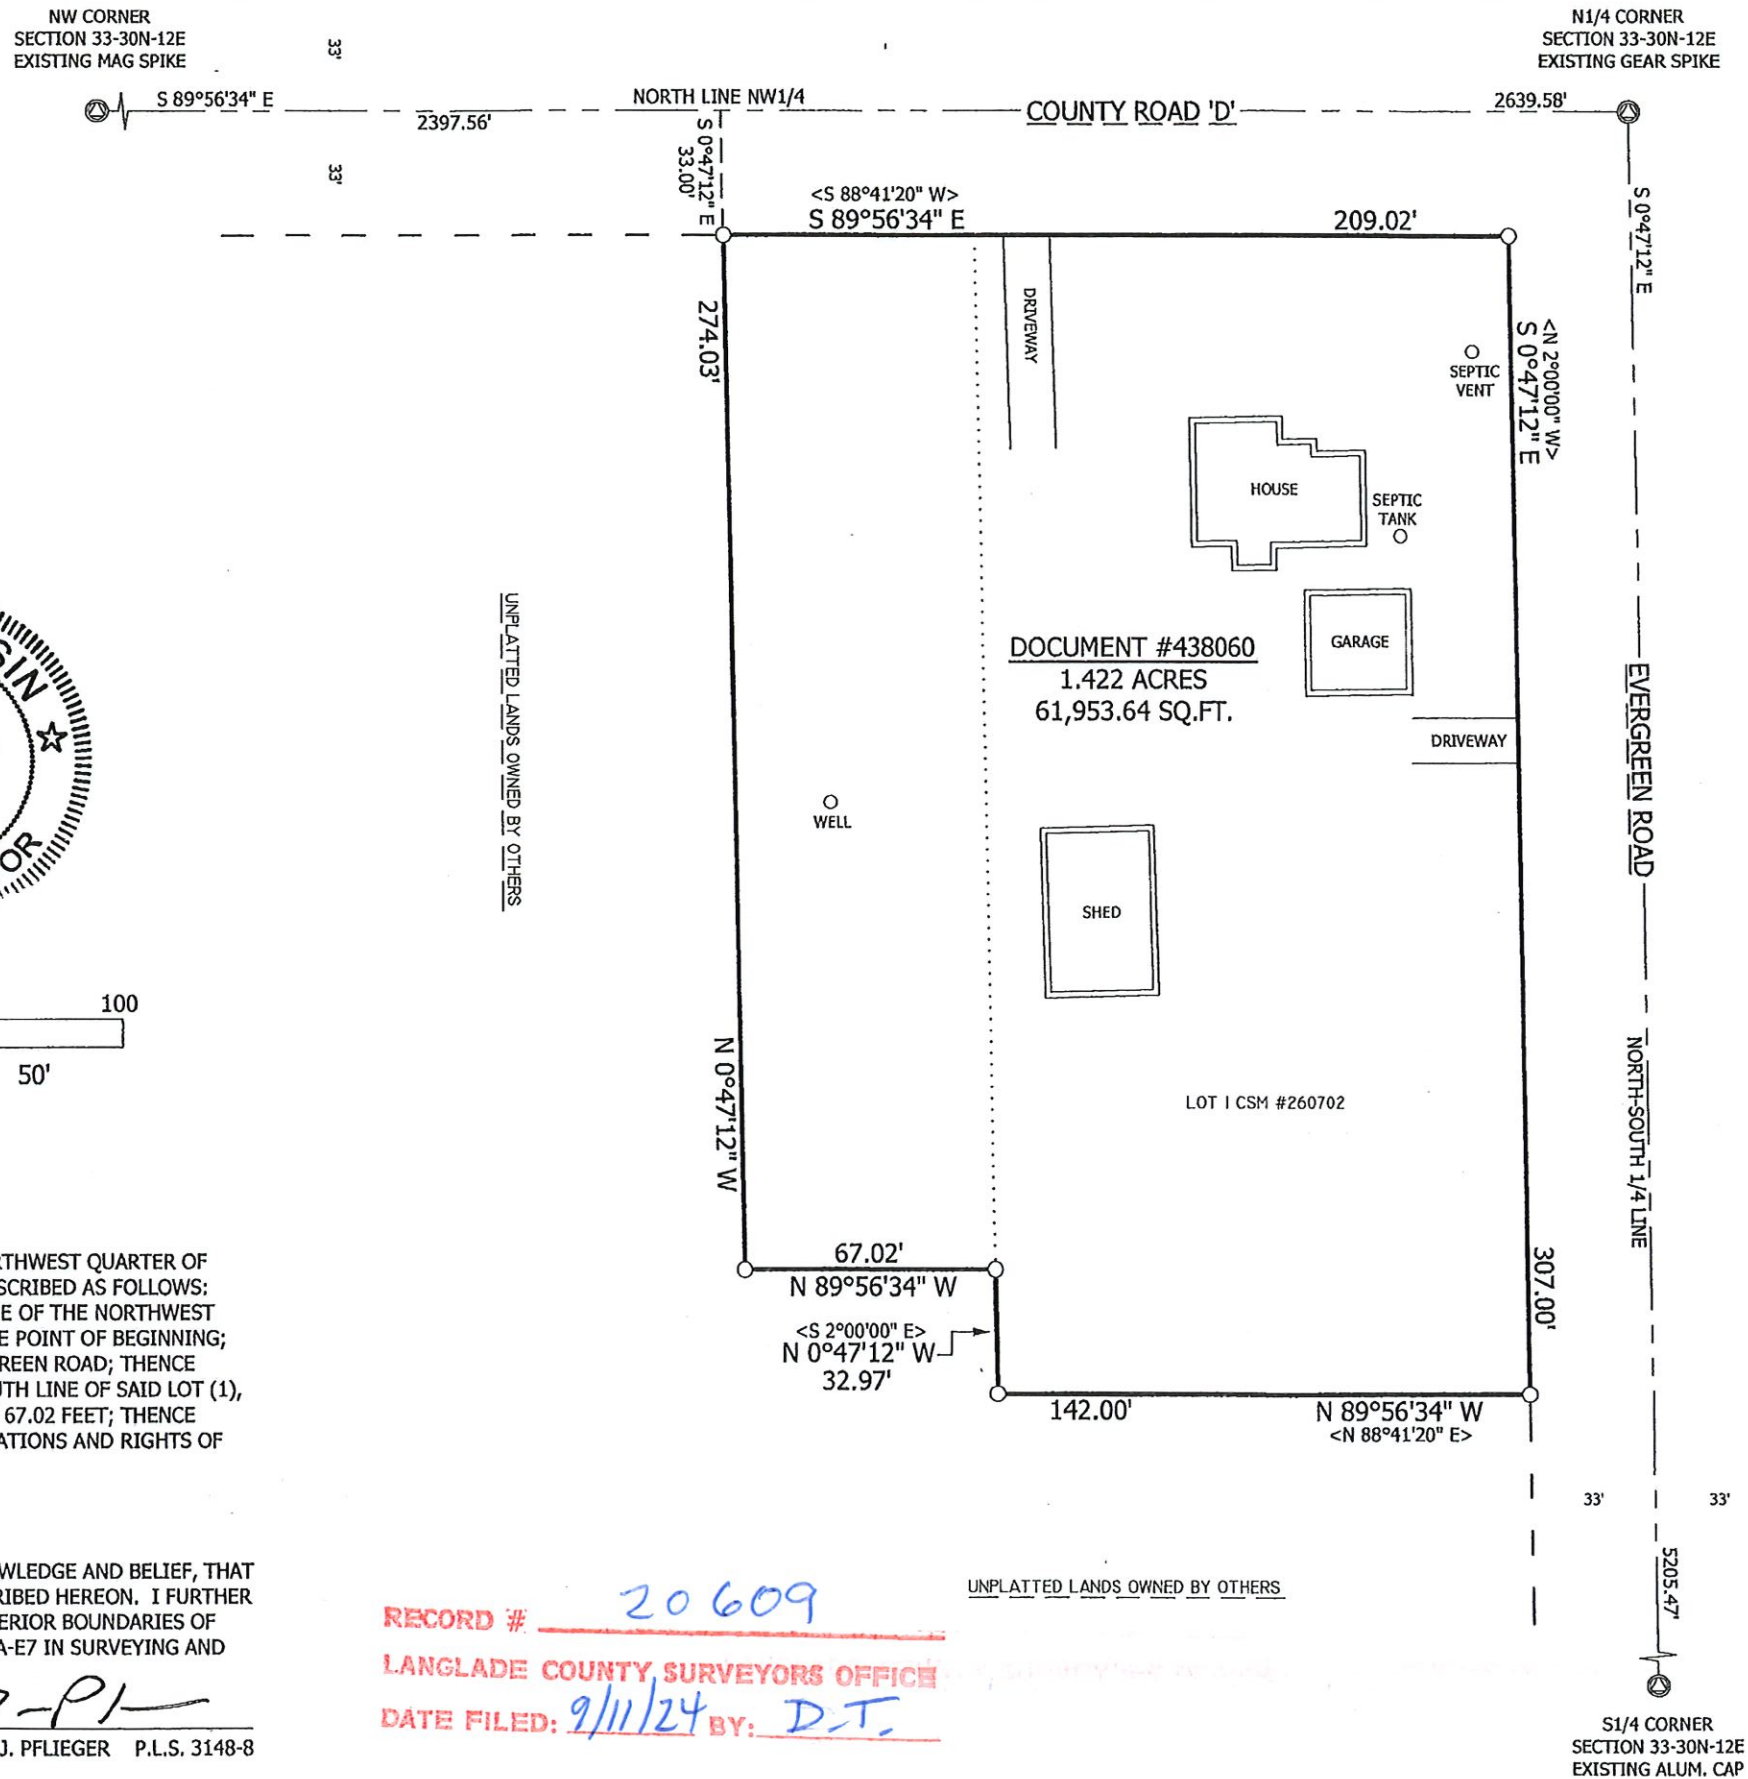 NW CORNER
SECTION 33-30N-12E
EXISTING MAG SPIKE
33'
N1/4 CORNER
SECTION 33-30N-12E
EXISTING GEAR SPIKE
S 89°56'34" E
2397.56'
NORTH LINE NW1/4
COUNTY ROAD 'D'
2639.58'
33'
S 0°47'12" E
33.00'
<S 88°41'20" W>
S 89°56'34" E
209.02'
S 0°47'12" E
274.03'
DRIVEWAY
SEPTIC
VENT
<N 2°00'00" W>
S 0°47'12" E
HOUSE
SEPTIC
TANK
GARAGE
DOCUMENT #438060
1.422 ACRES
61,953.64 SQ.FT.
DRIVEWAY
EVERGREEN ROAD
UNPLATTED LANDS OWNED BY OTHERS
WELL
SHED
SIN
OR
100
50'
N 0°47'12" W
LOT 1 CSM #260702
NORTH-SOUTH 1/4 LINE
67.02'
N 89°56'34" W
<S 2°00'00" E>
N 0°47'12" W
32.97'
307.00'
142.00'
N 89°56'34" W
<N 88°41'20" E>
RTHWEST QUARTER OF
SCRIBED AS FOLLOWS:
E OF THE NORTHWEST
E POINT OF BEGINNING;
REEN ROAD; THENCE
UTH LINE OF SAID LOT (1),
67.02 FEET; THENCE
ATIONS AND RIGHTS OF
33'
33'
5205.47'
UNPLATTED LANDS OWNED BY OTHERS
WLEDGE AND BELIEF, THAT
RIBED HEREON. I FURTHER
ERIOR BOUNDARIES OF
A-E7 IN SURVEYING AND
J. PFLIEGER P.L.S. 3148-8
RECORD # 20609
LANGLADE COUNTY SURVEYORS OFFICE
DATE FILED: 9/11/24 BY: D.T.
S1/4 CORNER
SECTION 33-30N-12E
EXISTING ALUM. CAP